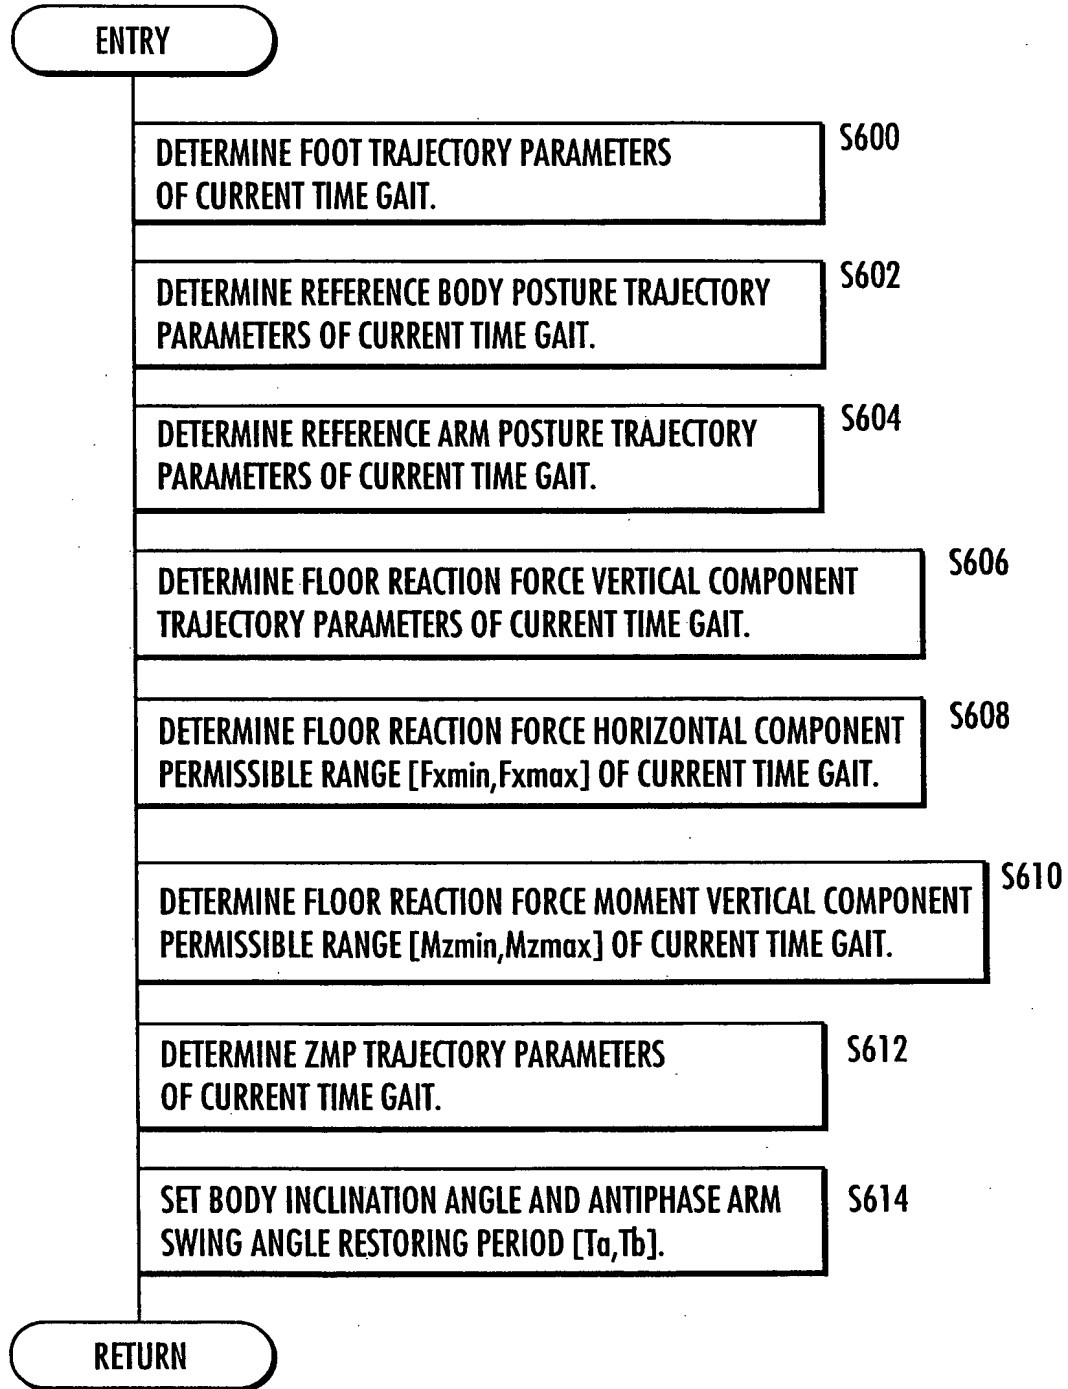 ENTRY
S600
DETERMINE FOOT TRAJECTORY PARAMETERS
OF CURRENT TIME GAIT.
S602
DETERMINE REFERENCE BODY POSTURE TRAJECTORY
PARAMETERS OF CURRENT TIME GAIT.
S604
DETERMINE REFERENCE ARM POSTURE TRAJECTORY
PARAMETERS OF CURRENT TIME GAIT.
S606
DETERMINE FLOOR REACTION FORCE VERTICAL COMPONENT
TRAJECTORY PARAMETERS OF CURRENT TIME GAIT.
S608
DETERMINE FLOOR REACTION FORCE HORIZONTAL COMPONENT
PERMISSIBLE RANGE [Fxmin,Fxmax] OF CURRENT TIME GAIT.
S610
DETERMINE FLOOR REACTION FORCE MOMENT VERTICAL COMPONENT
PERMISSIBLE RANGE [Mzmin,Mzmax] OF CURRENT TIME GAIT.
S612
DETERMINE ZMP TRAJECTORY PARAMETERS
OF CURRENT TIME GAIT.
S614
SET BODY INCLINATION ANGLE AND ANTIPHASE ARM
SWING ANGLE RESTORING PERIOD [Ta,Tb].
RETURN